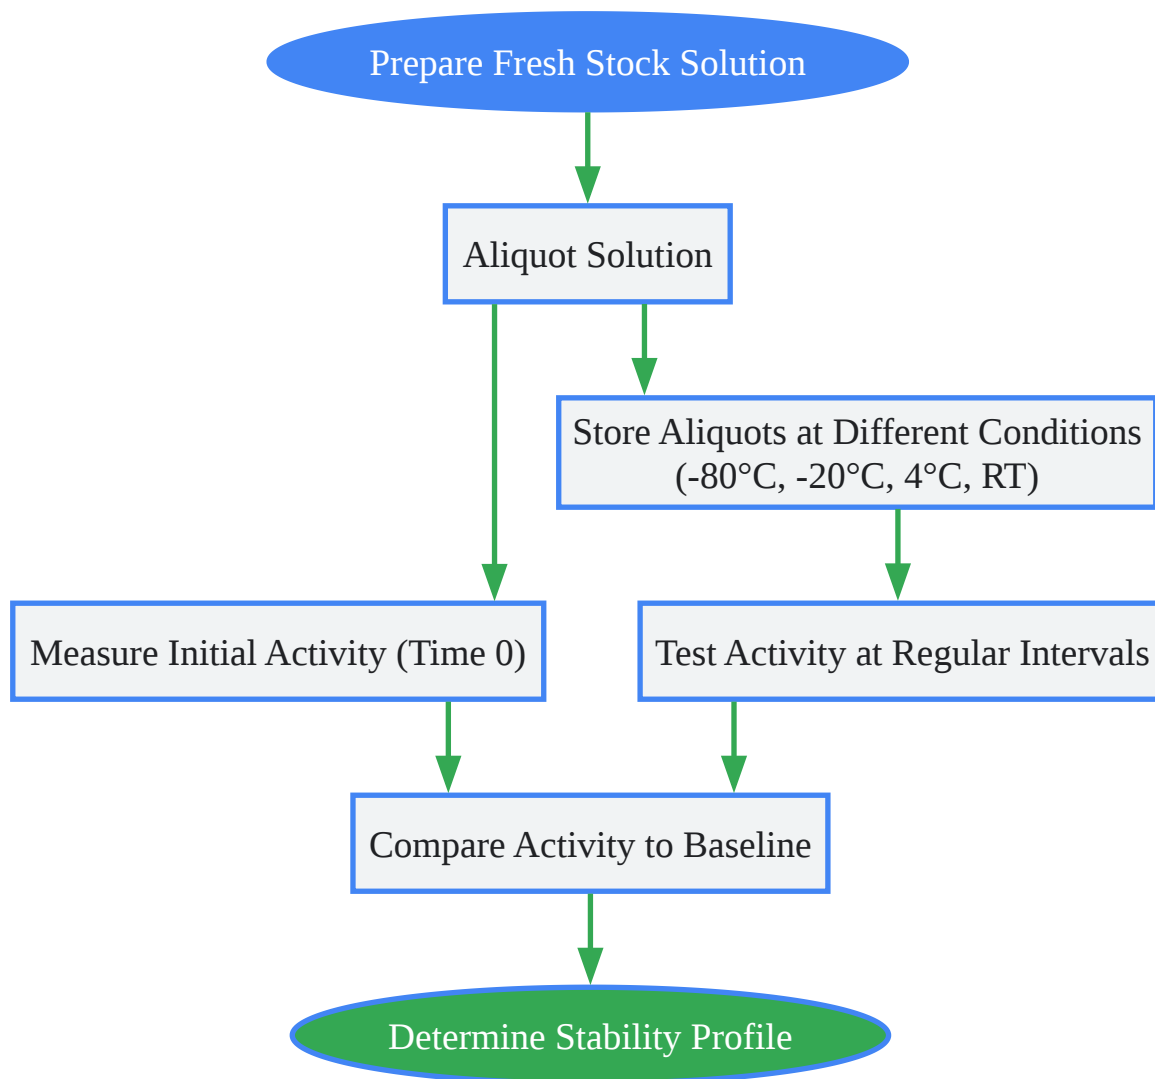 Prepare Fresh Stock Solution
Aliquot Solution
Store Aliquots at Different Conditions
(-80°C, -20°C, 4°C, RT)
Measure Initial Activity (Time 0)
Test Activity at Regular Intervals
Compare Activity to Baseline
Determine Stability Profile